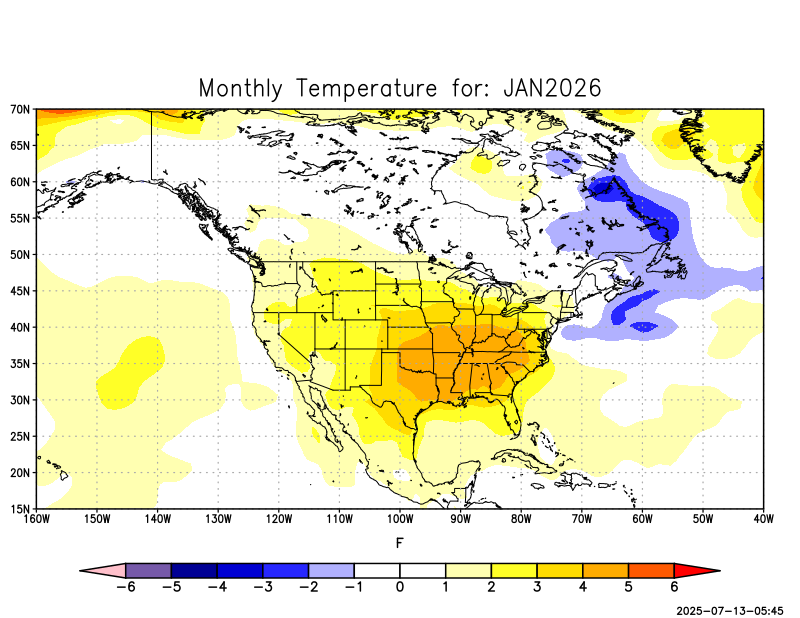 Monthly Temperature for: JAN2026
70N
65N
60N
55N
50N
45N
40N
35N
30N
25N
20N
15N
160W 150W 140W 130W 120W 110W 100W 90W 80W 70W 60W 50W 40W
F
-6 -5 -4 -3 -2 -1 0 1 2 3 4 5 6
2025-07-13-05:45